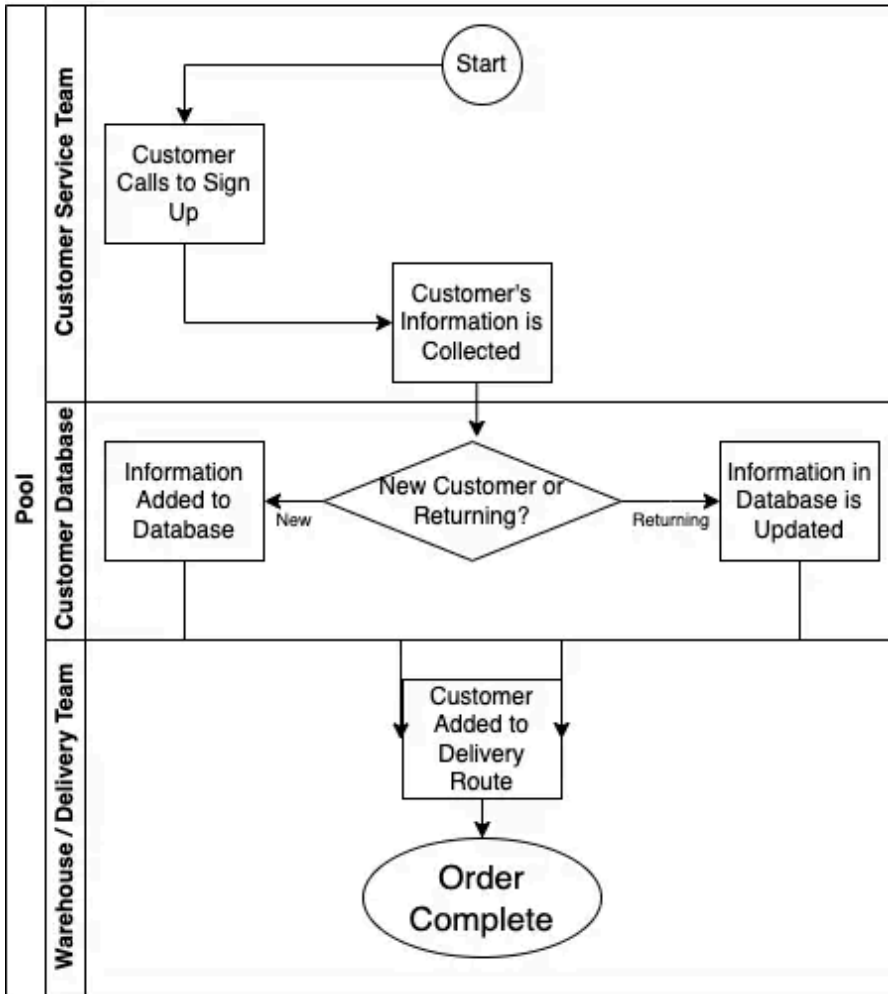 Pool
Customer Service Team
Start
Customer
Calls to Sign
Up
Customer's
Information is
Collected
Customer Database
Information
Added to
Database
New
New Customer or
Returning?
Returning
Information in
Database is
Updated
Warehouse / Delivery Team
Customer
Added to
Delivery
Route
Order
Complete